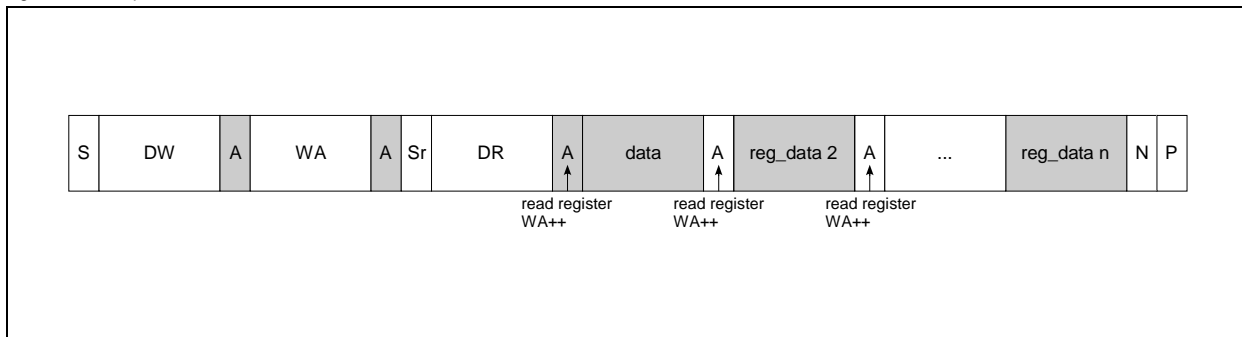 S DW A WA A Sr DR A data A reg_data 2 A ... reg_data n N P
read register read register read register
WA++ WA++ WA++